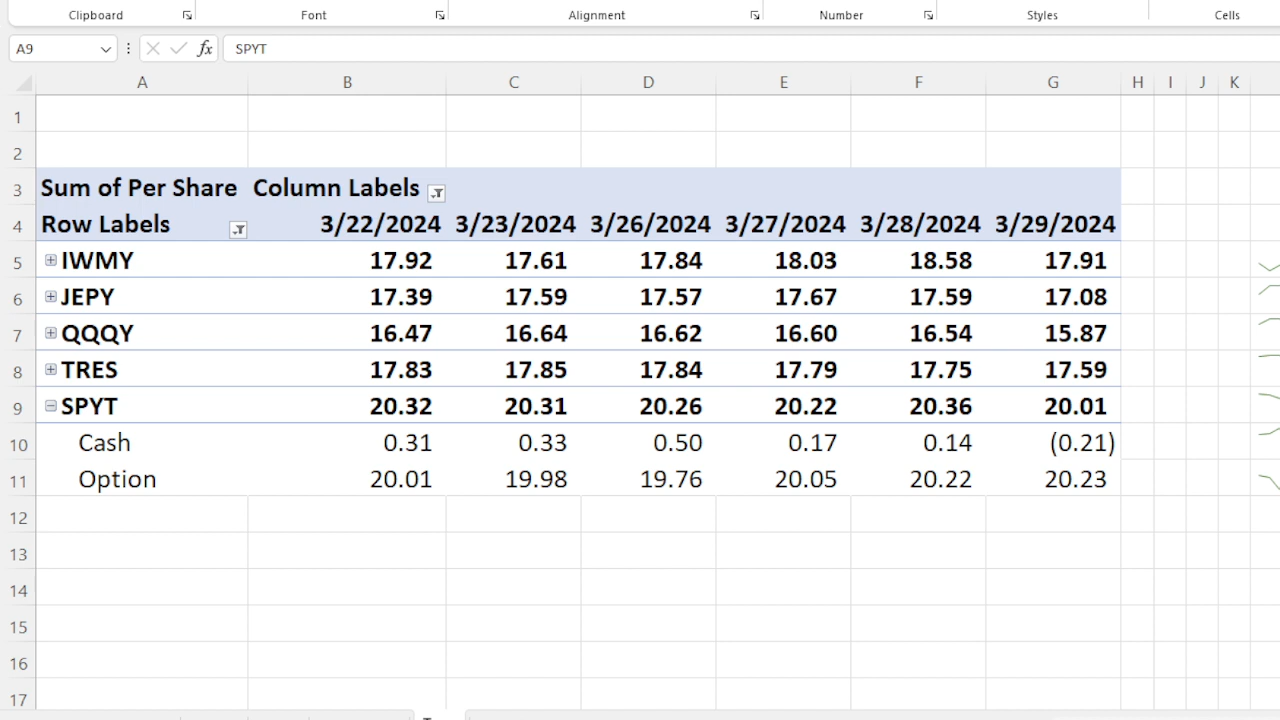 Clipboard Font Alignment Number Styles Cells
A9 fx SPYT
A B C D E F G H I J K
1
2
3 Sum of Per Share Column Labels
4 Row Labels 3/22/2024 3/23/2024 3/26/2024 3/27/2024 3/28/2024 3/29/2024
5 IWMY 17.92 17.61 17.84 18.03 18.58 17.91
6 JEPY 17.39 17.59 17.57 17.67 17.59 17.08
7 QQQY 16.47 16.64 16.62 16.60 16.54 15.87
8 TRES 17.83 17.85 17.84 17.79 17.75 17.59
9 SPYT 20.32 20.31 20.26 20.22 20.36 20.01
10 Cash 0.31 0.33 0.50 0.17 0.14 (0.21)
11 Option 20.01 19.98 19.76 20.05 20.22 20.23
12
13
14
15
16
17